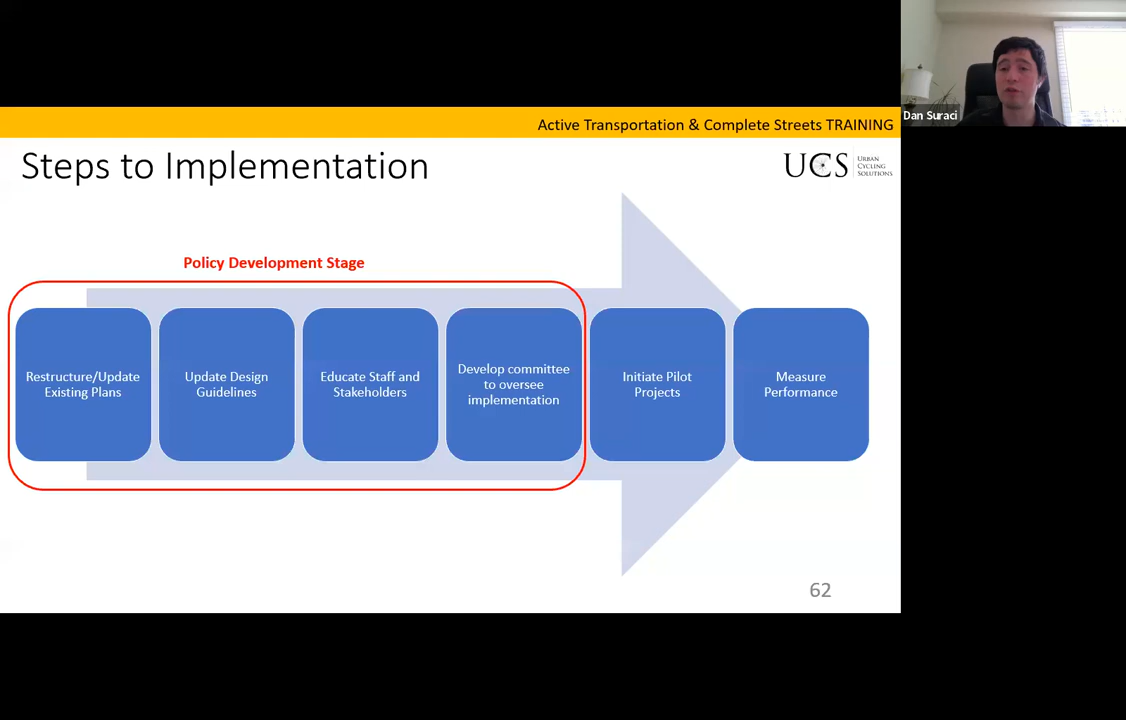 Dan Suraci
Active Transportation & Complete Streets TRAINING
Steps to Implementation
UCS
URBAN
CYCLING
SOLUTIONS
Policy Development Stage
Restructure/Update
Existing Plans
Update Design
Guidelines
Educate Staff and
Stakeholders
Develop committee
to oversee
implementation
Initiate Pilot
Projects
Measure
Performance
62